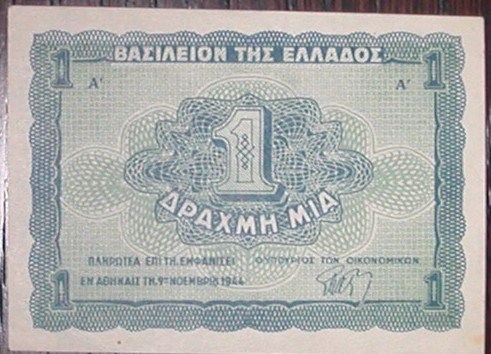 ΒΑΣΙΛΕΙΟΝ ΤΗΣ ΕΛΛΑΔΟΣ
1 1
Α' Α'
1
ΔΡΑΧΜΗ ΜΙΑ
ΠΛΗΡΩΤΕΑ ΕΠΙ ΤΗ, ΕΜΦΑΝΙΣΕΙ Ο ΥΠΟΥΡΓΟΣ ΤΩΝ ΟΙΚΟΝΟΜΙΚΩΝ
ΕΝ ΑΘΗΝΑΙΣ ΤΗ, 9ῃ ΝΟΕΜΒΡΙΟΥ 1944
1 1